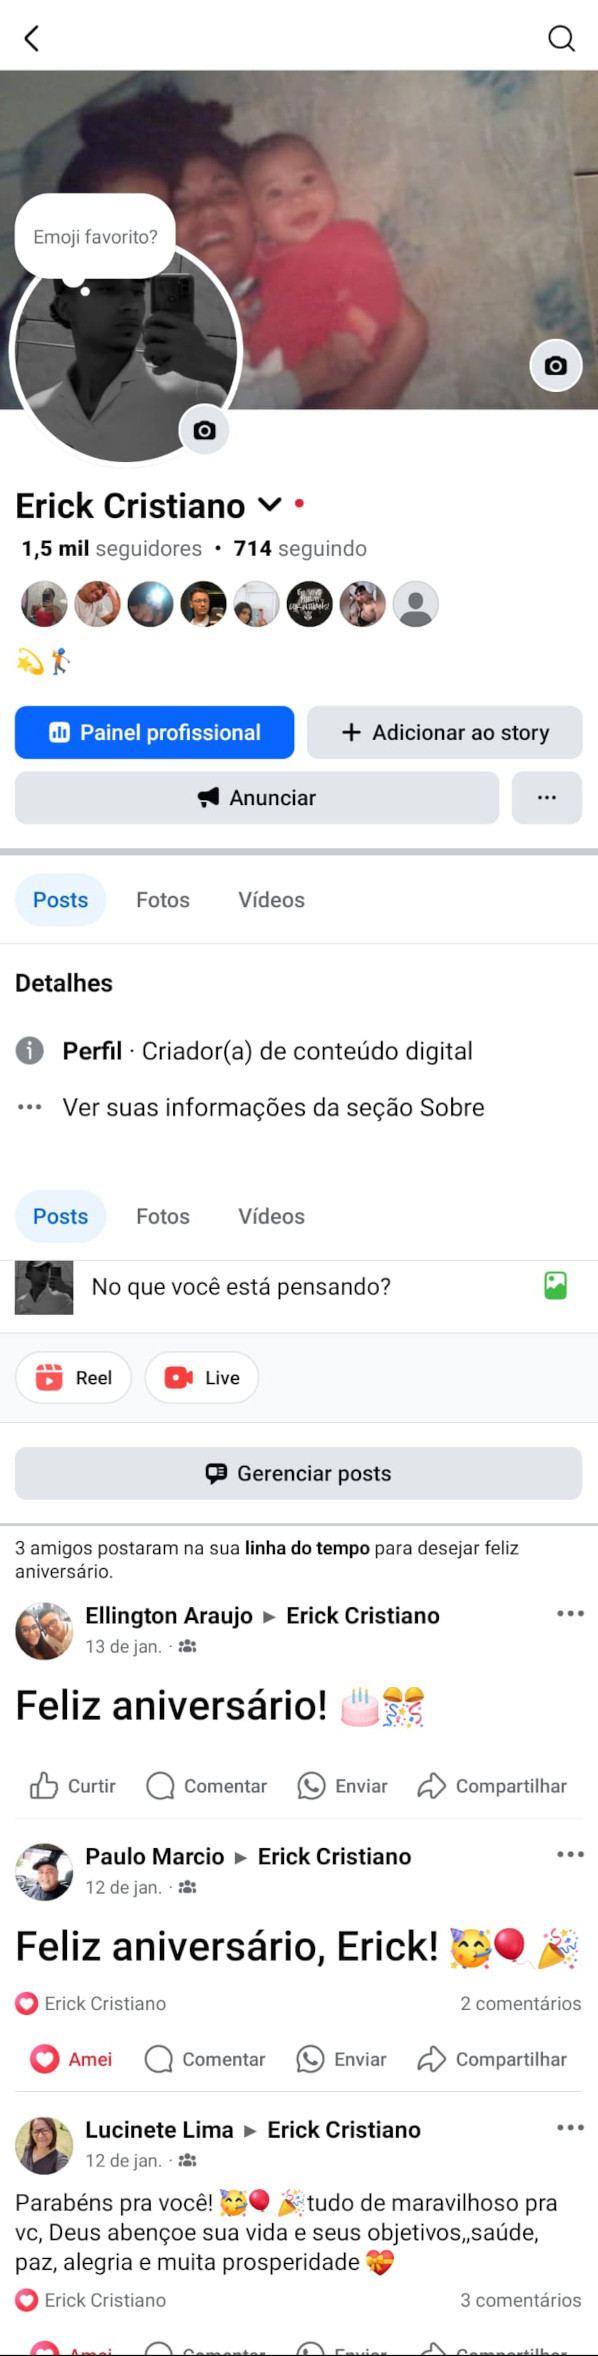 Emoji favorito?
Erick Cristiano
1,5 mil seguidores • 714 seguindo
Painel profissional
Adicionar ao story
Anunciar
Posts Fotos Vídeos
Detalhes
Perfil · Criador(a) de conteúdo digital
Ver suas informações da seção Sobre
Posts Fotos Vídeos
No que você está pensando?
Reel Live
Gerenciar posts
3 amigos postaram na sua linha do tempo para desejar feliz
aniversário.
Ellington Araujo ▸ Erick Cristiano
13 de jan. ·
Feliz aniversário! 🎂🎊
Curtir Comentar Enviar Compartilhar
Paulo Marcio ▸ Erick Cristiano
12 de jan. ·
Feliz aniversário, Erick! 🥳🎈🎉
Erick Cristiano 2 comentários
Amei Comentar Enviar Compartilhar
Lucinete Lima ▸ Erick Cristiano
12 de jan. ·
Parabéns pra você! 🥳🎈 🎉tudo de maravilhoso pra
vc, Deus abençoe sua vida e seus objetivos,,saúde,
paz, alegria e muita prosperidade 💝
Erick Cristiano 3 comentários
Amei Comentar Enviar Compartilhar